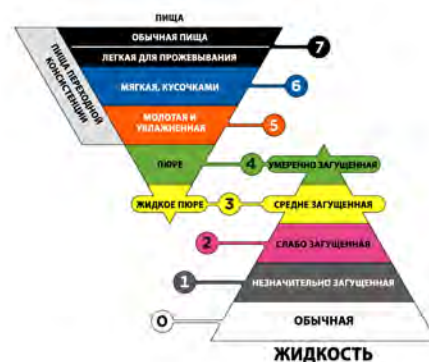 ПИЩА
ОБЫЧНАЯ ПИЩА
7
ЛЕГКАЯ ДЛЯ ПРОЖЕВЫВАНИЯ
ПИЩА ПЕРЕХОДНОЙ
КОНСИСТЕНЦИИ
МЯГКАЯ, КУСОЧКАМИ
6
МОЛОТАЯ И
УВЛАЖНЕННАЯ
5
ПЮРЕ
4
УМЕРЕННО ЗАГУЩЕННАЯ
ЖИДКОЕ ПЮРЕ
3
СРЕДНЕ ЗАГУЩЕННАЯ
2
СЛАБО ЗАГУЩЕННАЯ
1
НЕЗНАЧИТЕЛЬНО ЗАГУЩЕННАЯ
0
ОБЫЧНАЯ
ЖИДКОСТЬ